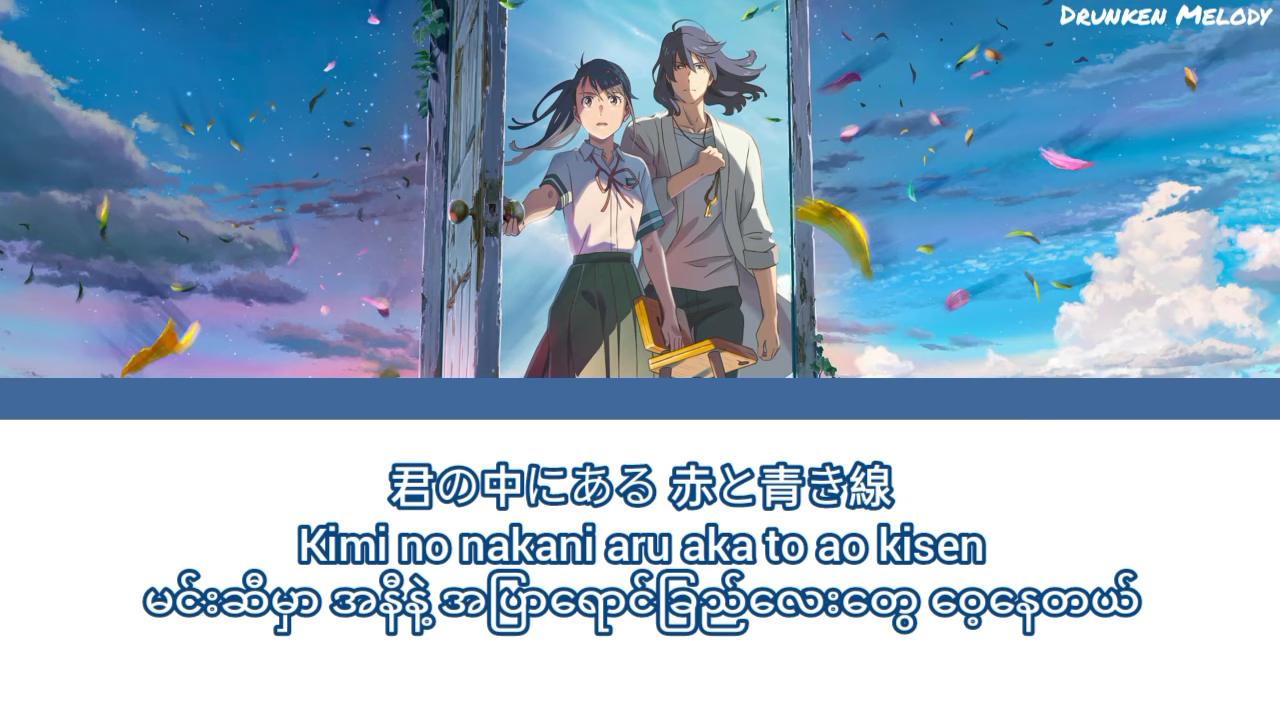 Drunken Melody
君の中にある 赤と青き線
Kimi no nakani aru aka to ao kisen
မင်းဆီမှာ အနီနဲ့ အပြာရောင်ခြည်လေးတွေ ဝေ့နေတယ်